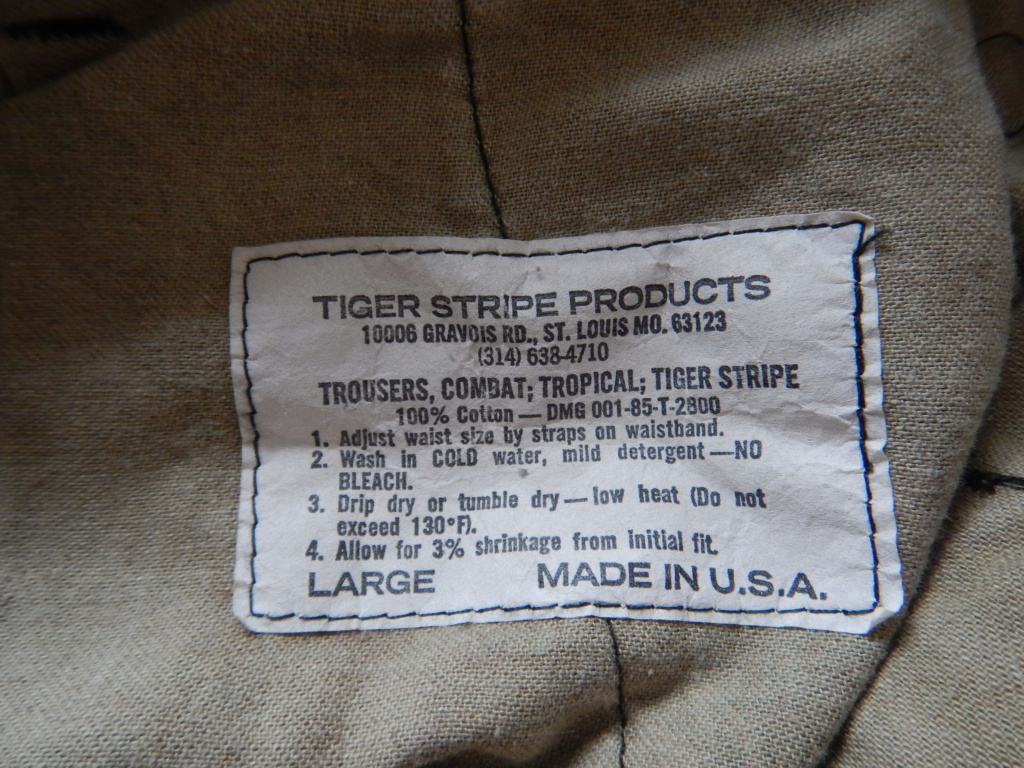 TIGER STRIPE PRODUCTS
10006 GRAVOIS RD., ST. LOUIS MO. 63123
(314) 638-4710
TROUSERS, COMBAT; TROPICAL; TIGER STRIPE
100% Cotton — DMG 001-85-T-2800
1. Adjust waist size by straps on waistband.
2. Wash in COLD water, mild detergent — NO
BLEACH.
3. Drip dry or tumble dry — low heat (Do not
exceed 130°F).
4. Allow for 3% shrinkage from initial fit.
LARGE MADE IN U.S.A.